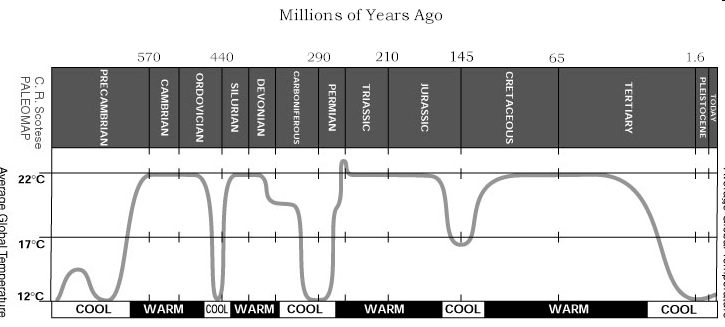 Millions of Years Ago
570 440 290 210 145 65 1.6
C. R. Scotese
PALEOMAP
PRECAMBRIAN
CAMBRIAN
ORDOVICIAN
SILURIAN
DEVONIAN
CARBONIFEROUS
PERMIAN
TRIASSIC
JURASSIC
CRETACEOUS
TERTIARY
PLEISTOCENE
TODAY
Average Global Temperature
22°C
17°C
12°C
COOL WARM COOL WARM COOL WARM COOL WARM COOL